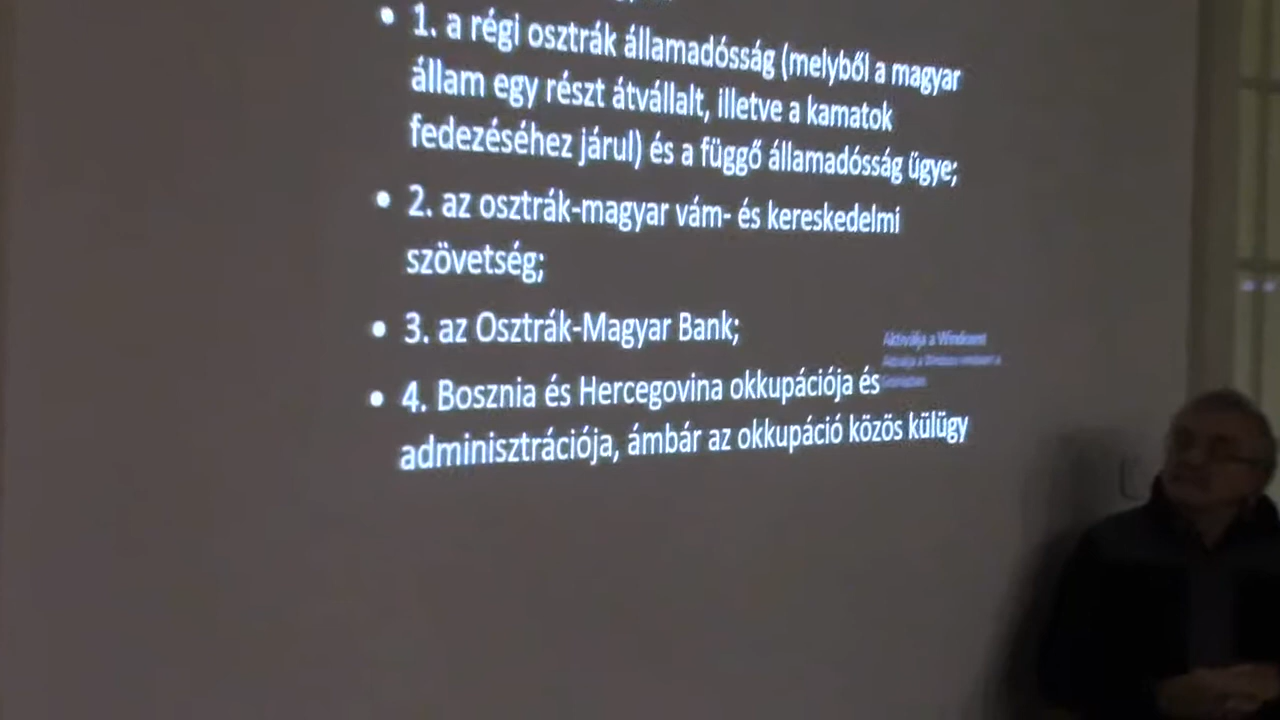 • 1. a régi osztrák államadósság (melyből a magyar
állam egy részt átvállalt, illetve a kamatok
fedezéséhez járul) és a függő államadósság ügye;
• 2. az osztrák-magyar vám- és kereskedelmi
szövetség;
• 3. az Osztrák-Magyar Bank;
• 4. Bosznia és Hercegovina okkupációja és
adminisztrációja, ámbár az okkupáció közös külügy
Aktiválja a Windowst